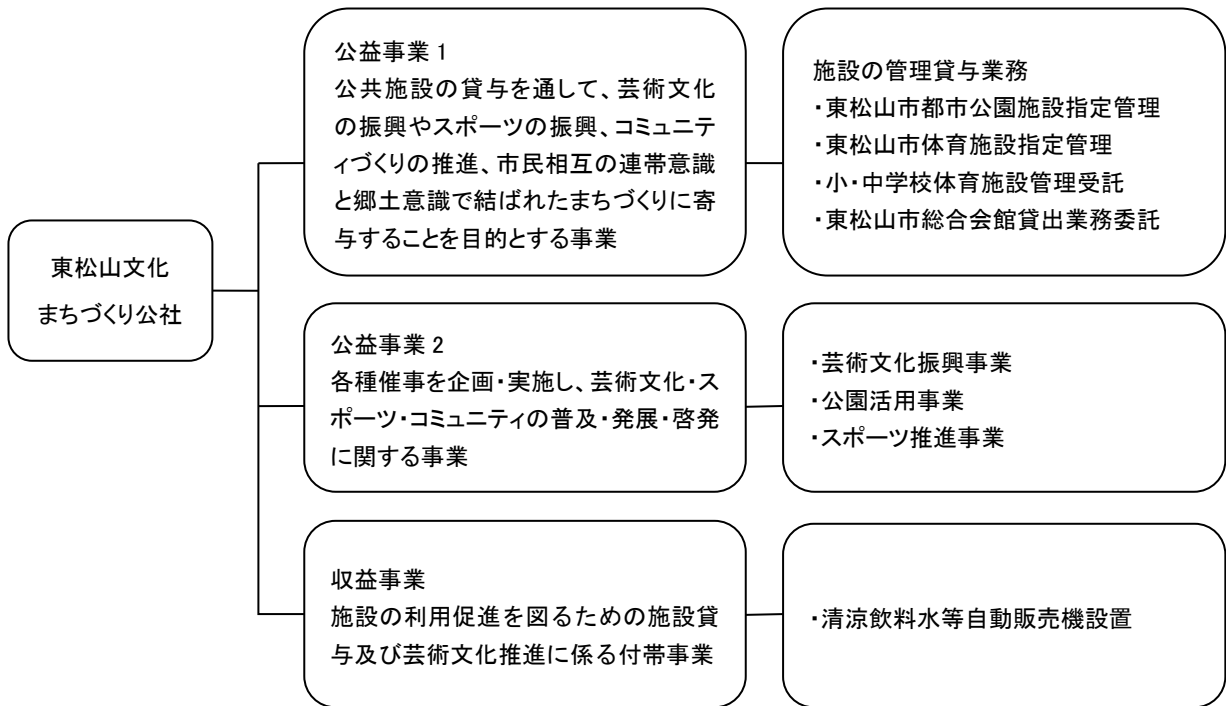 東松山文化
まちづくり公社
公益事業 1
公共施設の貸与を通して、芸術文化
の振興やスポーツの振興、コミュニテ
ィづくりの推進、市民相互の連帯意識
と郷土意識で結ばれたまちづくりに寄
与することを目的とする事業
施設の管理貸与業務
・東松山市都市公園施設指定管理
・東松山市体育施設指定管理
・小・中学校体育施設管理受託
・東松山市総合会館貸出業務委託
公益事業 2
各種催事を企画・実施し、芸術文化・ス
ポーツ・コミュニティの普及・発展・啓発
に関する事業
・芸術文化振興事業
・公園活用事業
・スポーツ推進事業
収益事業
施設の利用促進を図るための施設貸
与及び芸術文化推進に係る付帯事業
・清涼飲料水等自動販売機設置